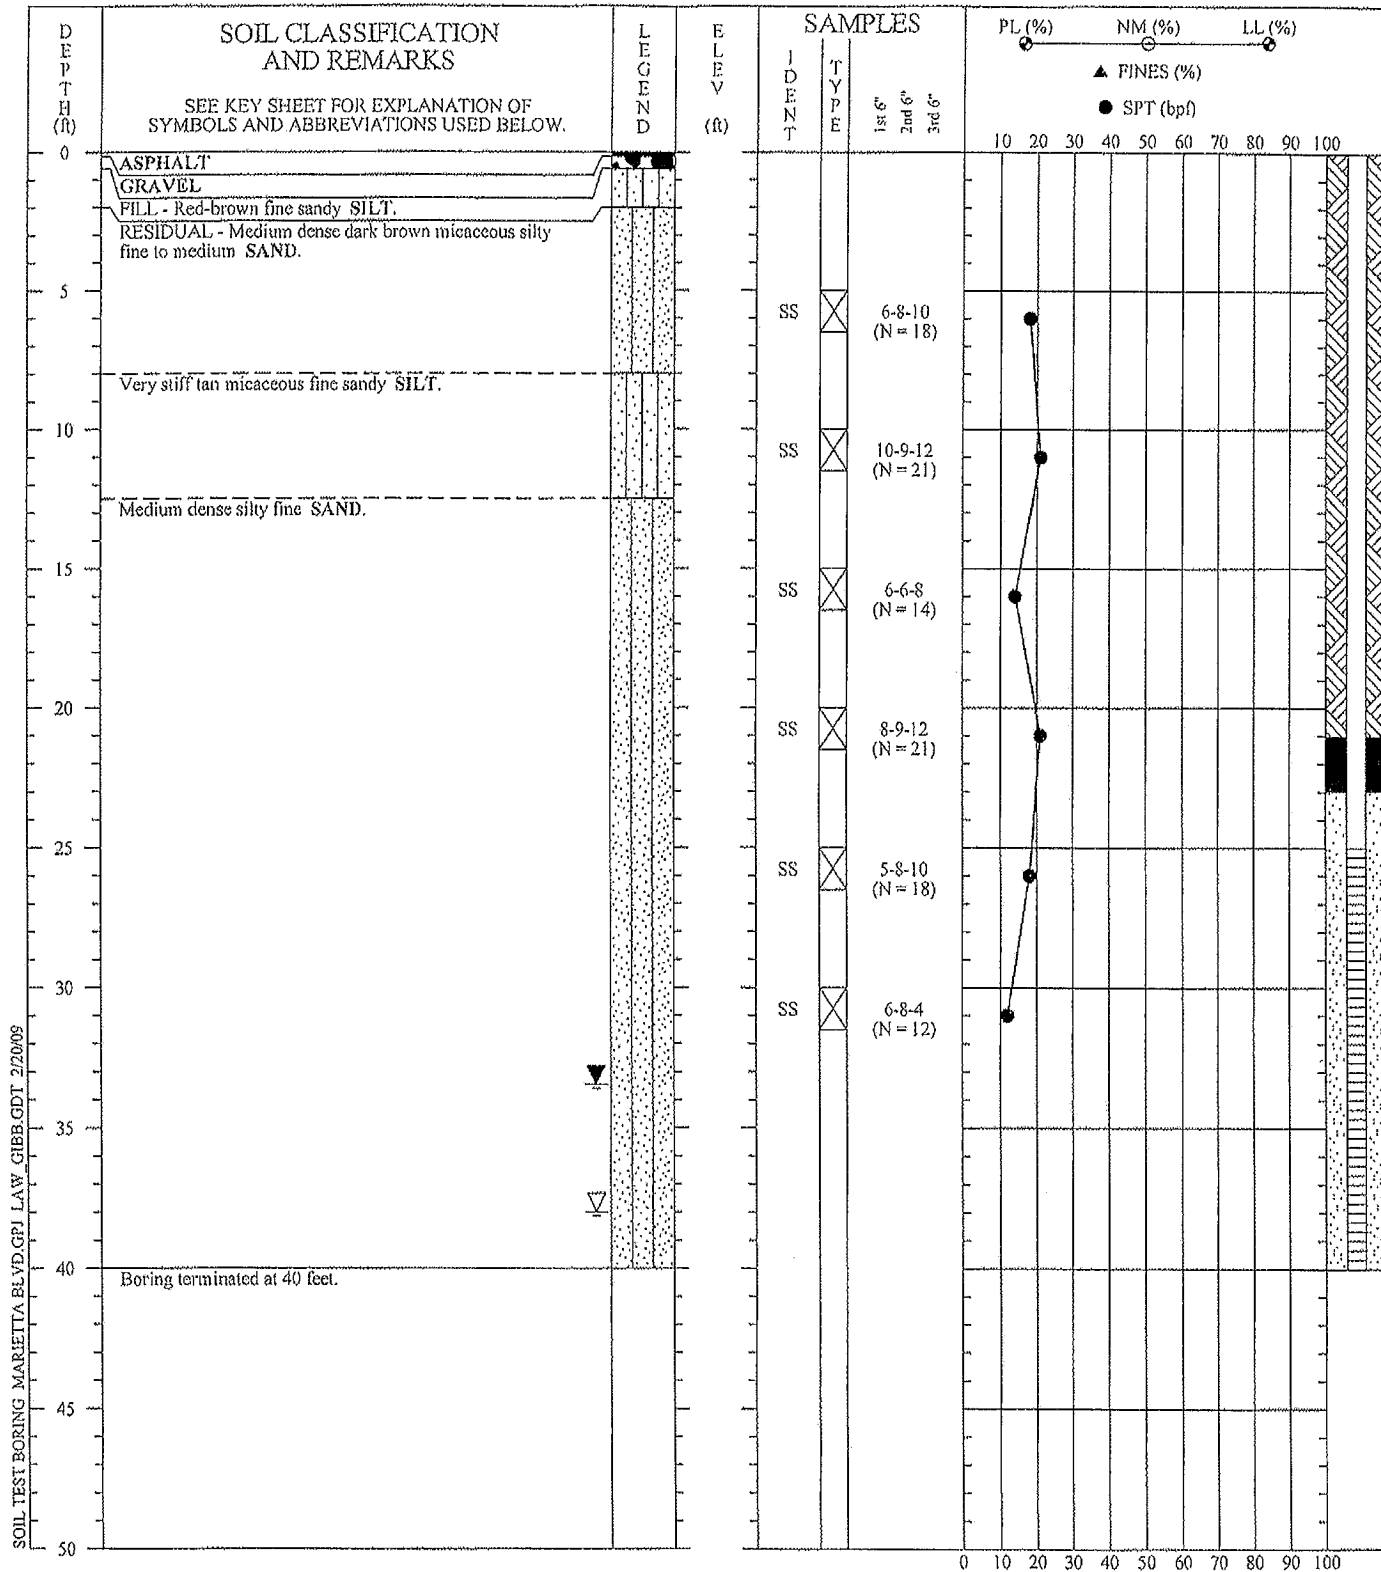 DEPTH (ft)
SOIL CLASSIFICATION
AND REMARKS
SEE KEY SHEET FOR EXPLANATION OF
SYMBOLS AND ABBREVIATIONS USED BELOW.
LEGEND
ELEV (ft)
SAMPLES
IDENT
TYPE
1st 6"
2nd 6"
3rd 6"
PL (%) NM (%) LL (%)
▲ FINES (%)
● SPT (bpf)
10 20 30 40 50 60 70 80 90 100
0
ASPHALT
GRAVEL
FILL - Red-brown fine sandy SILT.
RESIDUAL - Medium dense dark brown micaceous silty
fine to medium SAND.
5
SS 6-8-10
(N = 18)
Very stiff tan micaceous fine sandy SILT.
10
SS 10-9-12
(N = 21)
Medium dense silty fine SAND.
15
SS 6-6-8
(N = 14)
20
SS 8-9-12
(N = 21)
25
SS 5-8-10
(N = 18)
30
SS 6-8-4
(N = 12)
35
40
Boring terminated at 40 feet.
45
50
0 10 20 30 40 50 60 70 80 90 100
SOIL TEST BORING MARIETTA BLVD.GPJ LAW_GIBB.GDT 2/20/09